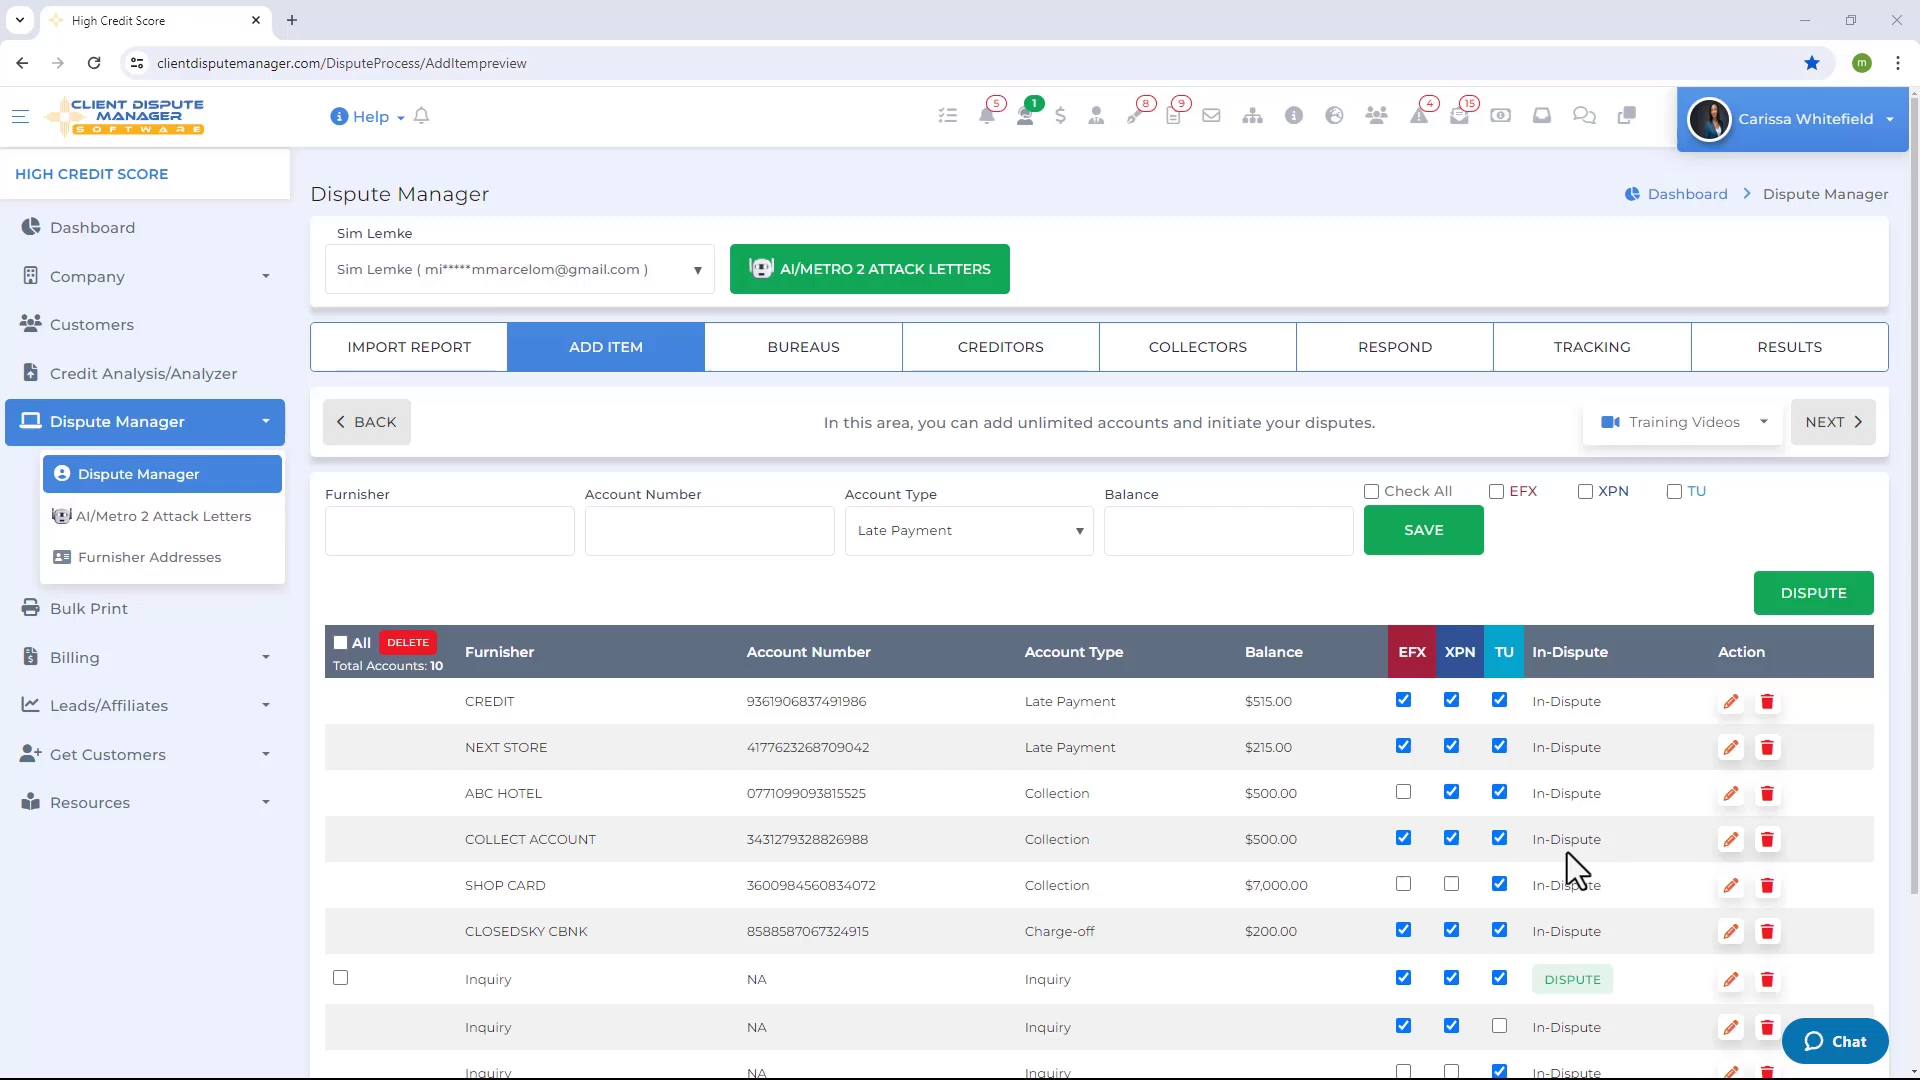 High Credit Score
clientdisputemanager.com/DisputeProcess/AddItempreview
m
CLIENT DISPUTE
MANAGER
SOFTWARE
Help
5
1
8
9
4
15
Carissa Whitefield
HIGH CREDIT SCORE
Dashboard
Company
Customers
Credit Analysis/Analyzer
Dispute Manager
Dispute Manager
AI/Metro 2 Attack Letters
Furnisher Addresses
Bulk Print
Billing
Leads/Affiliates
Get Customers
Resources
Dispute Manager
Dashboard > Dispute Manager
Sim Lemke
Sim Lemke ( mi*****mmarcelom@gmail.com )
AI/METRO 2 ATTACK LETTERS
IMPORT REPORT ADD ITEM BUREAUS CREDITORS COLLECTORS RESPOND TRACKING RESULTS
BACK
In this area, you can add unlimited accounts and initiate your disputes.
Training Videos
NEXT
Furnisher Account Number Account Type Balance Check All EFX XPN TU
Late Payment
SAVE
DISPUTE
All DELETE
Total Accounts: 10
Furnisher Account Number Account Type Balance EFX XPN TU In-Dispute Action
CREDIT 9361906837491986 Late Payment $515.00 In-Dispute
NEXT STORE 4177623268709042 Late Payment $215.00 In-Dispute
ABC HOTEL 0771099093815525 Collection $500.00 In-Dispute
COLLECT ACCOUNT 3431279328826988 Collection $500.00 In-Dispute
SHOP CARD 3600984560834072 Collection $7,000.00 In-Dispute
CLOSEDSKY CBNK 8588587067324915 Charge-off $200.00 In-Dispute
Inquiry NA Inquiry DISPUTE
Inquiry NA Inquiry In-Dispute
Inquiry NA Inquiry In-Dispute
Chat